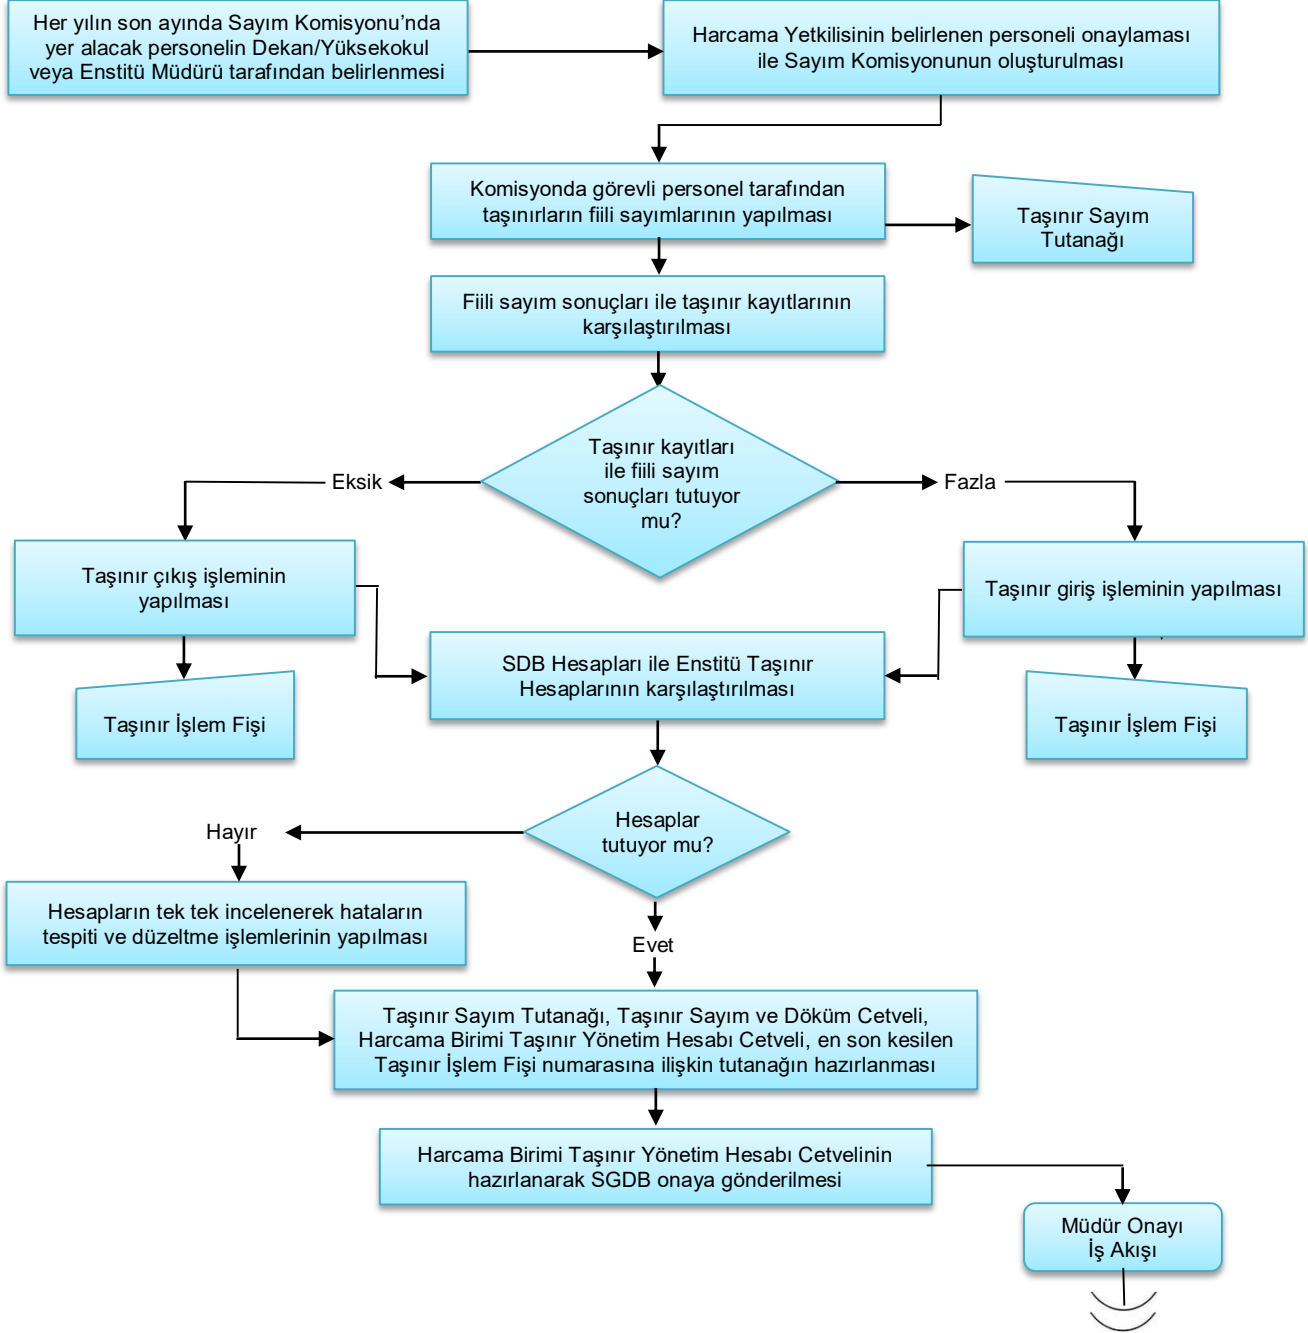 Her yılın son ayında Sayım Komisyonu’nda
yer alacak personelin Dekan/Yüksekokul
veya Enstitü Müdürü tarafından belirlenmesi
Harcama Yetkilisinin belirlenen personeli onaylaması
ile Sayım Komisyonunun oluşturulması
Komisyonda görevli personel tarafından
taşınırların fiili sayımlarının yapılması
Taşınır Sayım
Tutanağı
Fiili sayım sonuçları ile taşınır kayıtlarının
karşılaştırılması
Taşınır kayıtları
ile fiili sayım
sonuçları tutuyor
mu?
Eksik
Fazla
Taşınır çıkış işleminin
yapılması
Taşınır giriş işleminin yapılması
SDB Hesapları ile Enstitü Taşınır
Hesaplarının karşılaştırılması
Taşınır İşlem Fişi
Taşınır İşlem Fişi
Hesaplar
tutuyor mu?
Hayır
Hesapların tek tek incelenerek hataların
tespiti ve düzeltme işlemlerinin yapılması
Evet
Taşınır Sayım Tutanağı, Taşınır Sayım ve Döküm Cetveli,
Harcama Birimi Taşınır Yönetim Hesabı Cetveli, en son kesilen
Taşınır İşlem Fişi numarasına ilişkin tutanağın hazırlanması
Harcama Birimi Taşınır Yönetim Hesabı Cetvelinin
hazırlanarak SGDB onaya gönderilmesi
Müdür Onayı
İş Akışı